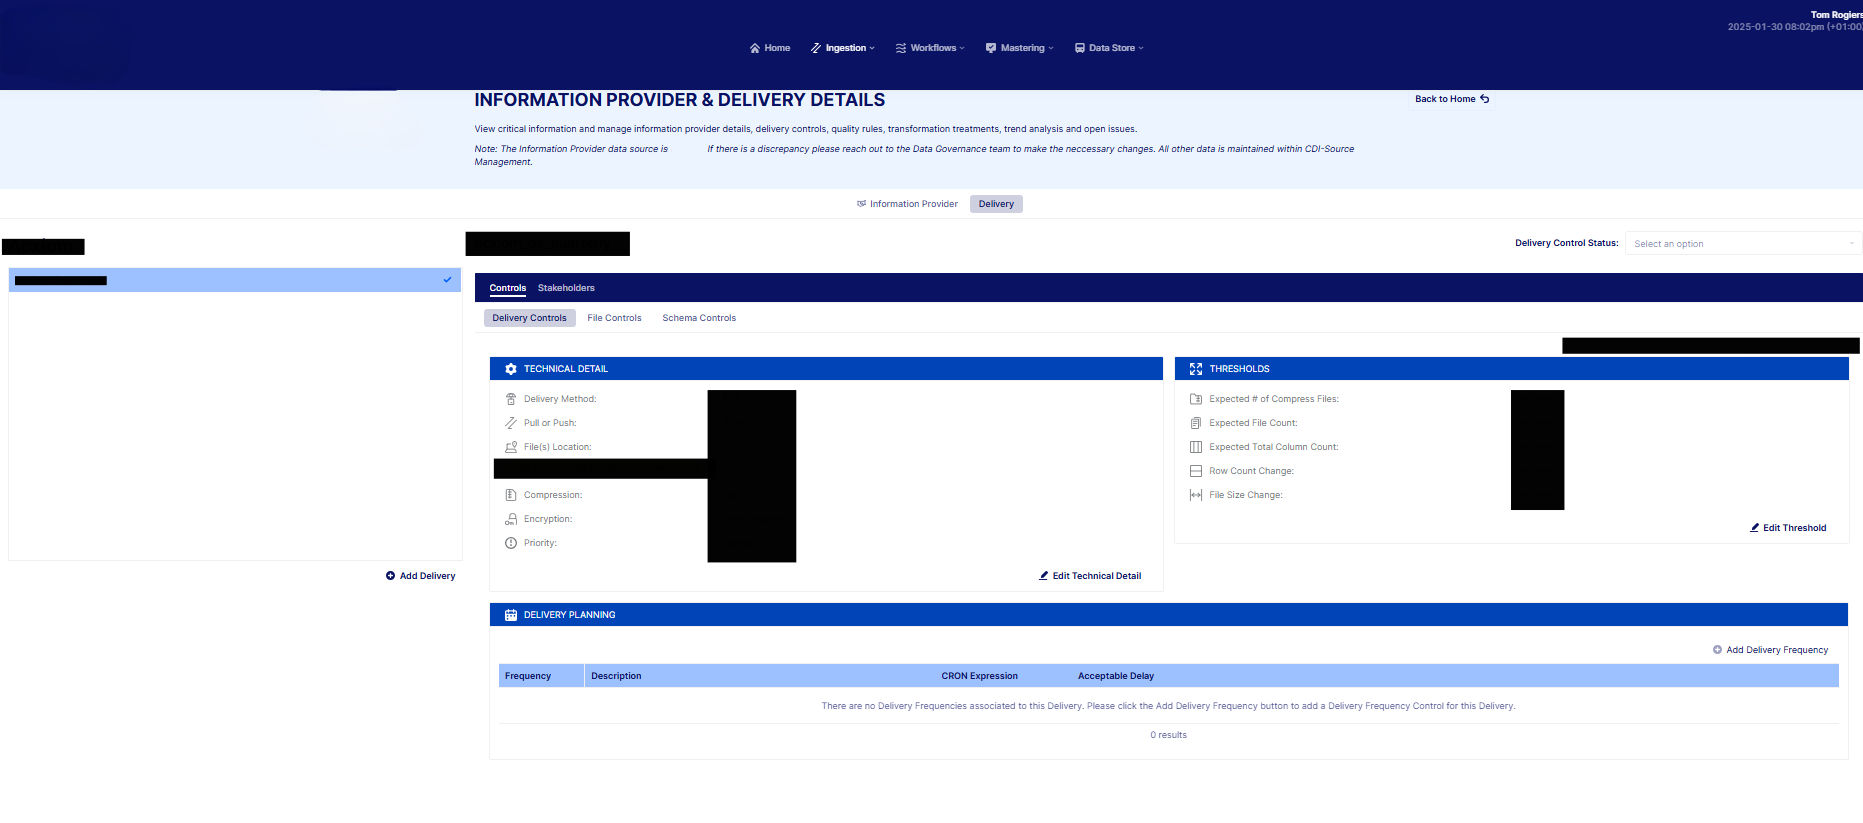 Tom Rogiers
2025-01-30 08:02pm (+01:00)
Home Ingestion Workflows Mastering Data Store
INFORMATION PROVIDER & DELIVERY DETAILS
Back to Home
View critical information and manage information provider details, delivery controls, quality rules, transformation treatments, trend analysis and open issues.
Note: The Information Provider data source is If there is a discrepancy please reach out to the Data Governance team to make the neccessary changes. All other data is maintained within CDI-Source
Management.
Information Provider Delivery
Delivery Control Status: Select an option
Controls Stakeholders
Delivery Controls File Controls Schema Controls
TECHNICAL DETAIL
Delivery Method:
Pull or Push:
File(s) Location:
Compression:
Encryption:
Priority:
Edit Technical Detail
THRESHOLDS
Expected # of Compress Files:
Expected File Count:
Expected Total Column Count:
Row Count Change:
File Size Change:
Edit Threshold
Add Delivery
DELIVERY PLANNING
Add Delivery Frequency
Frequency Description CRON Expression Acceptable Delay
There are no Delivery Frequencies associated to this Delivery. Please click the Add Delivery Frequency button to add a Delivery Frequency Control for this Delivery.
0 results